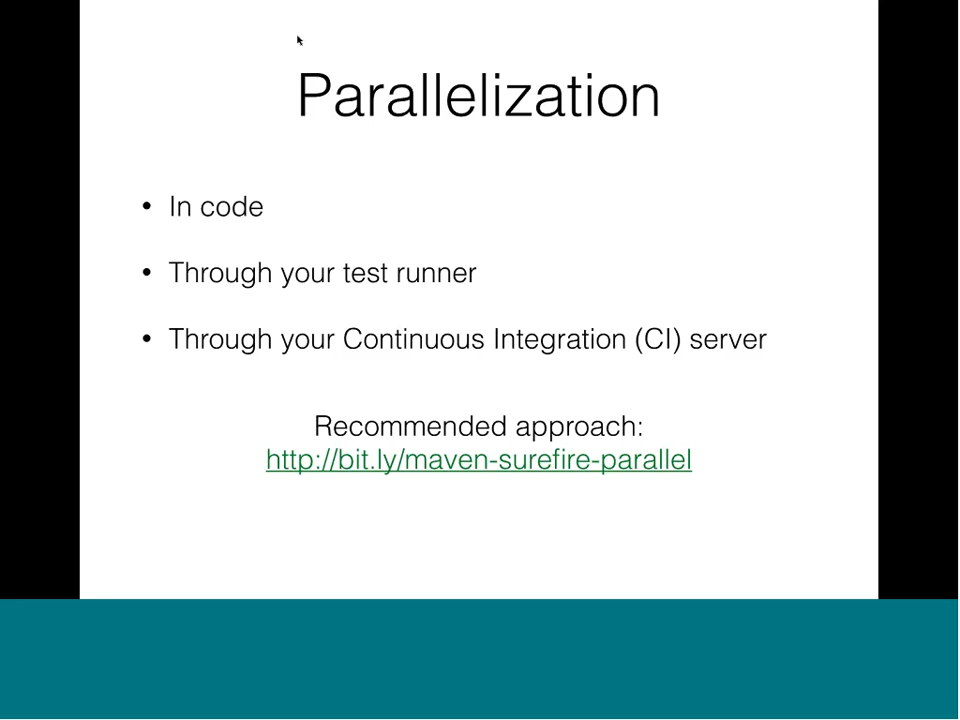 Parallelization
• In code
• Through your test runner
• Through your Continuous Integration (CI) server
Recommended approach:
http://bit.ly/maven-surefire-parallel